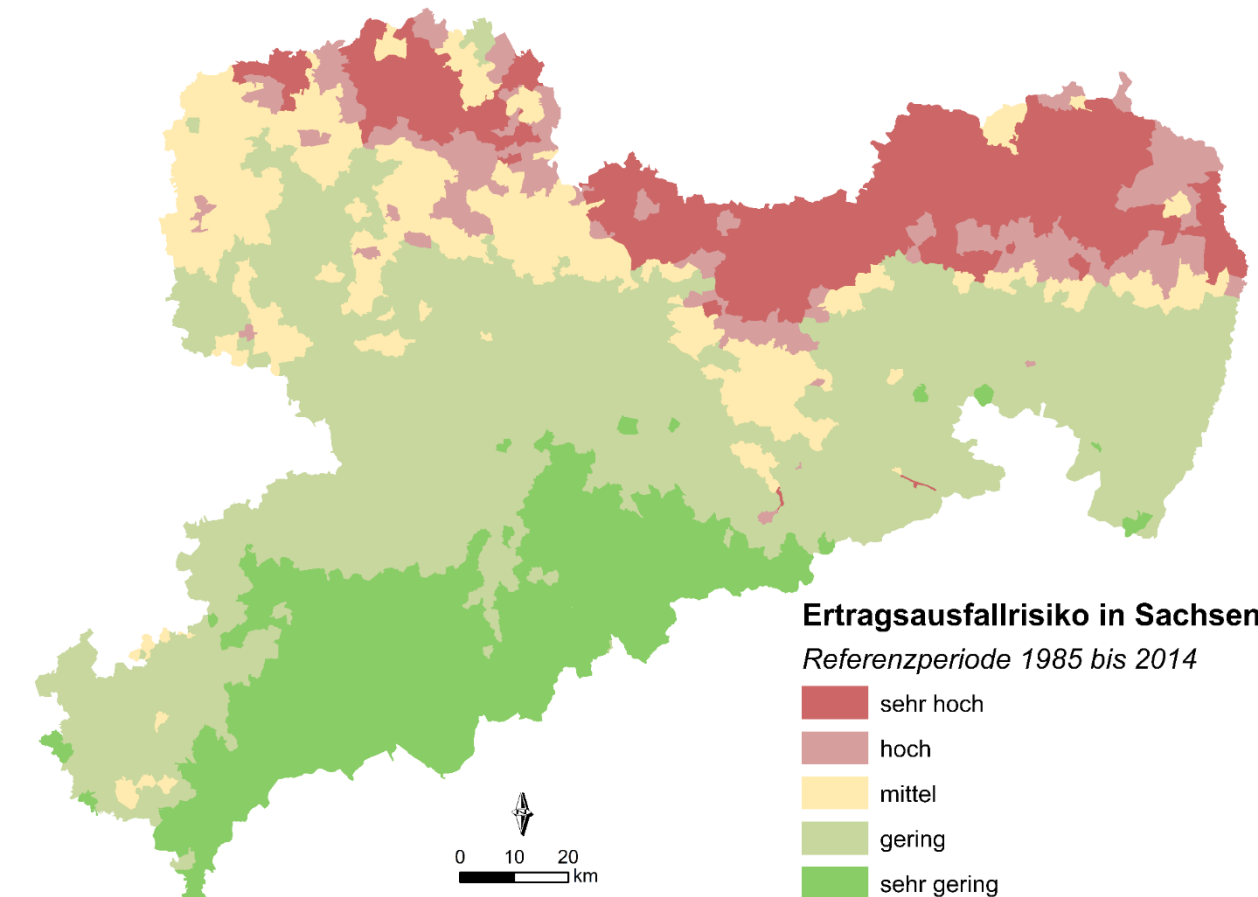 Ertragsausfallrisiko in Sachsen
Referenzperiode 1985 bis 2014
sehr hoch
hoch
mittel
gering
sehr gering
N
0 10 20
km